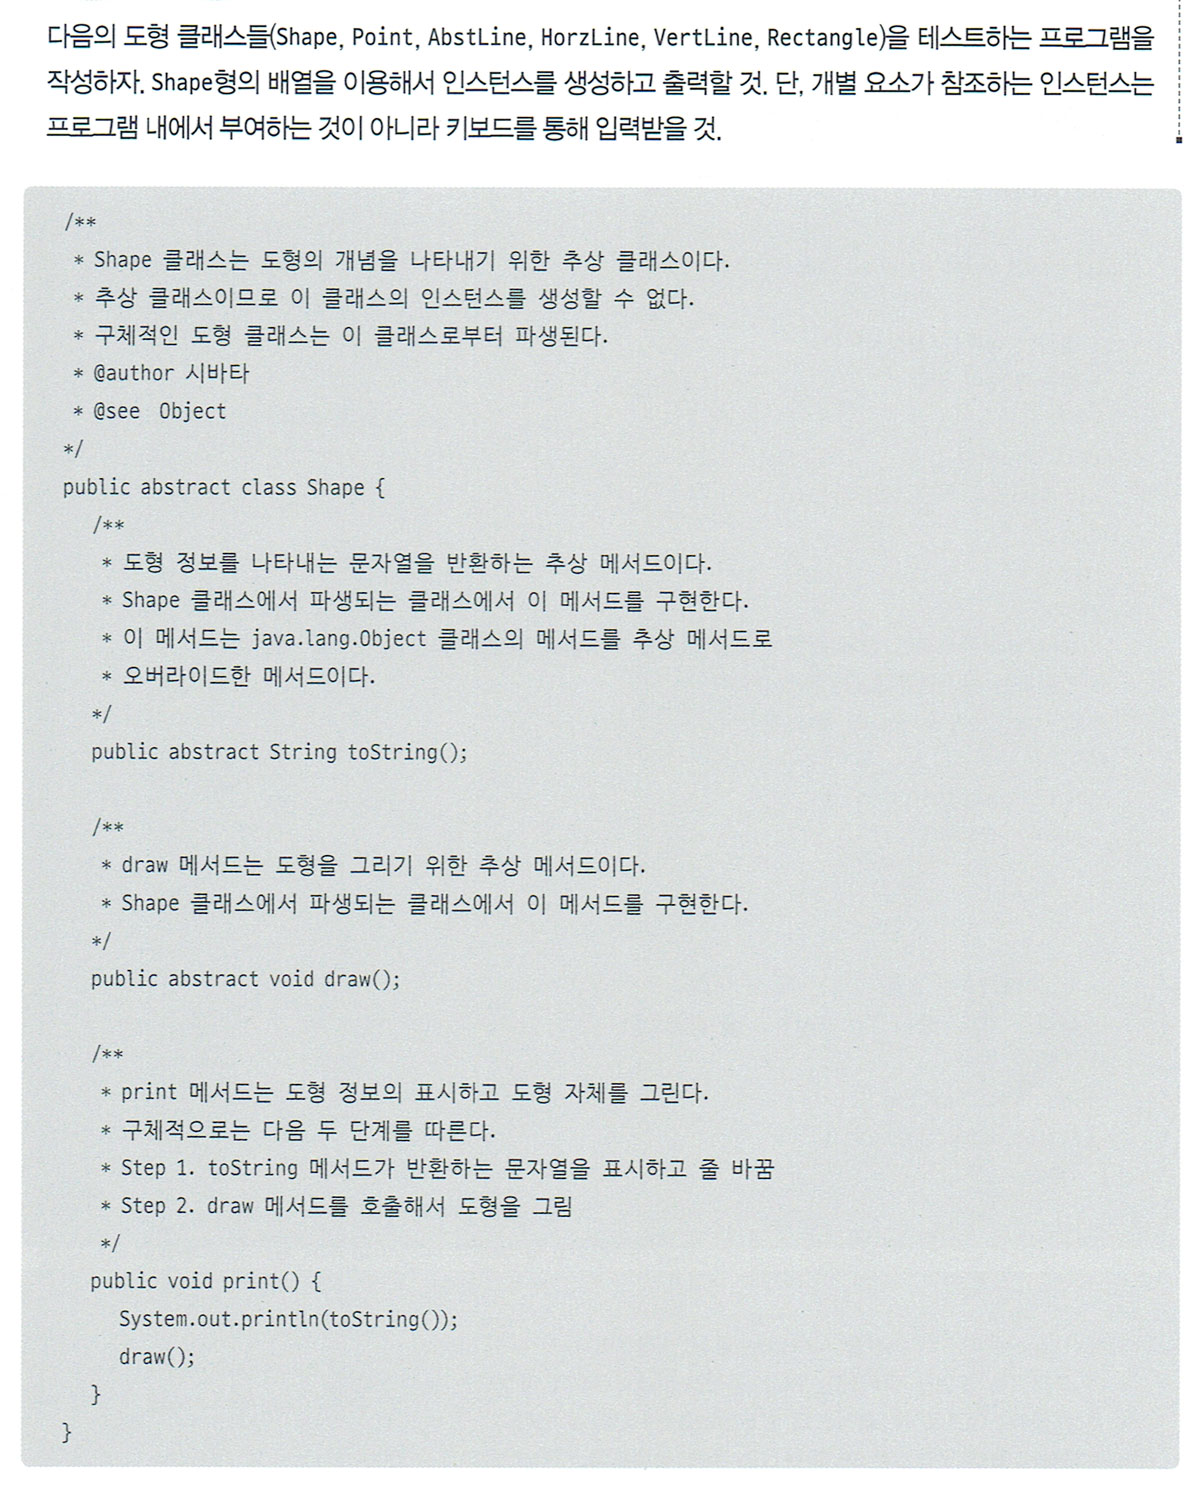 다음의 도형 클래스들(Shape, Point, AbstLine, HorzLine, VertLine, Rectangle)을 테스트하는 프로그램을
작성하자. Shape형의 배열을 이용해서 인스턴스를 생성하고 출력할 것. 단, 개별 요소가 참조하는 인스턴스는
프로그램 내에서 부여하는 것이 아니라 키보드를 통해 입력받을 것.
/**
* Shape 클래스는 도형의 개념을 나타내기 위한 추상 클래스이다.
* 추상 클래스이므로 이 클래스의 인스턴스를 생성할 수 없다.
* 구체적인 도형 클래스는 이 클래스로부터 파생된다.
* @author 시바타
* @see Object
*/
public abstract class Shape {
/**
* 도형 정보를 나타내는 문자열을 반환하는 추상 메서드이다.
* Shape 클래스에서 파생되는 클래스에서 이 메서드를 구현한다.
* 이 메서드는 java.lang.Object 클래스의 메서드를 추상 메서드로
* 오버라이드한 메서드이다.
*/
public abstract String toString();
/**
* draw 메서드는 도형을 그리기 위한 추상 메서드이다.
* Shape 클래스에서 파생되는 클래스에서 이 메서드를 구현한다.
*/
public abstract void draw();
/**
* print 메서드는 도형 정보의 표시하고 도형 자체를 그린다.
* 구체적으로는 다음 두 단계를 따른다.
* Step 1. toString 메서드가 반환하는 문자열을 표시하고 줄 바꿈
* Step 2. draw 메서드를 호출해서 도형을 그림
*/
public void print() {
System.out.println(toString());
draw();
}
}